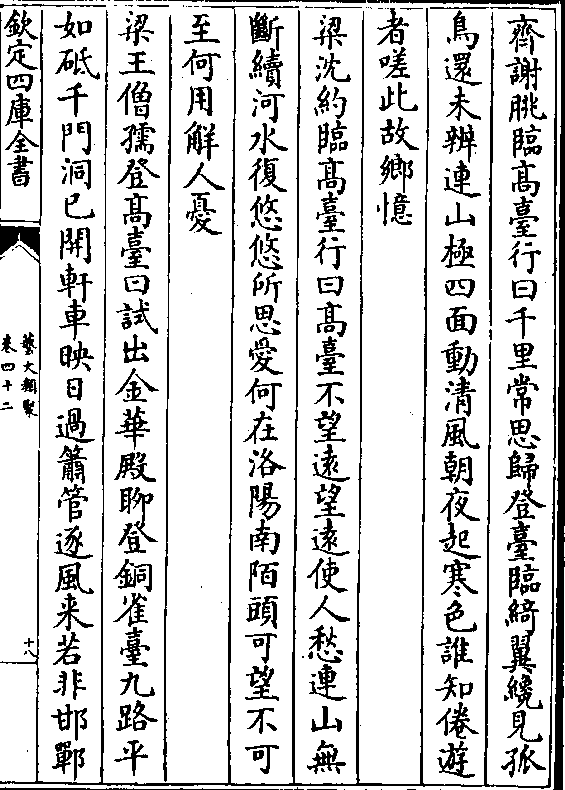 齊謝朓臨髙臺行曰千里常思歸登臺臨綺翼纔見孤
鳥還未辨連山極四面動清風朝夜起寒色誰知倦遊
者嗟此故鄉憶
梁沈約臨髙臺行曰髙臺不望遠望遠使人愁連山無
斷續河水復悠悠所思愛何在洛陽南陌頭可望不可
至何用解人憂
梁王僧孺登髙臺曰試出金華殿聊登銅雀臺九路平
如砥千門洞已開軒車映日過簫管逐風来若非邯鄲
欽定四庫全書
藝文類聚
卷四十二
十八